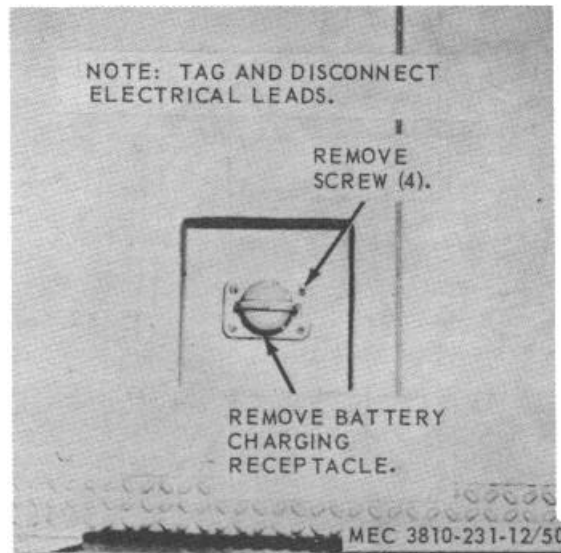 NOTE: TAG AND DISCONNECT
ELECTRICAL LEADS.
REMOVE
SCREW (4).
REMOVE BATTERY
CHARGING
RECEPTACLE.
MEC 3810-231-12/50